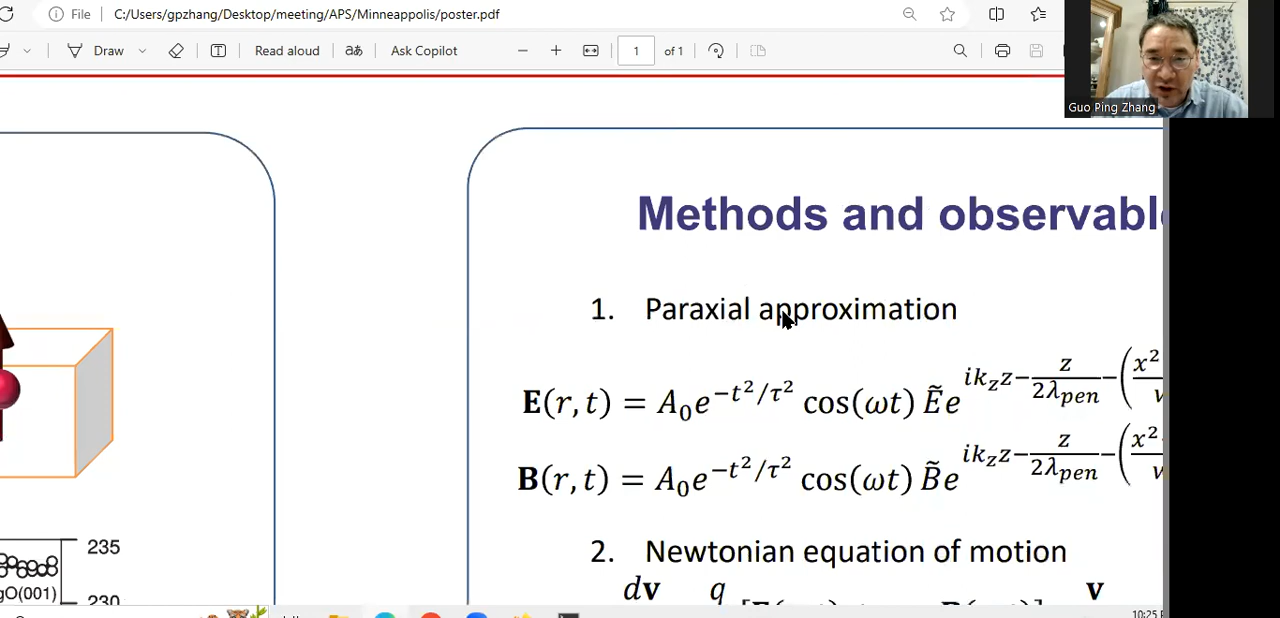 File C:/Users/gpzhang/Desktop/meeting/APS/Minneappolis/poster.pdf
Draw Read aloud Ask Copilot 1 of 1
Guo Ping Zhang
Methods and observabl
1. Paraxial approximation
E(r, t) = A₀e^{−t²/τ²} cos(ωt) Ẽe^{ik_z z − z/(2λ_pen) − (x²
B(r, t) = A₀e^{−t²/τ²} cos(ωt) B̃e^{ik_z z − z/(2λ_pen) − (x²
2. Newtonian equation of motion
dv q v
235
gO(001)
230
10:25